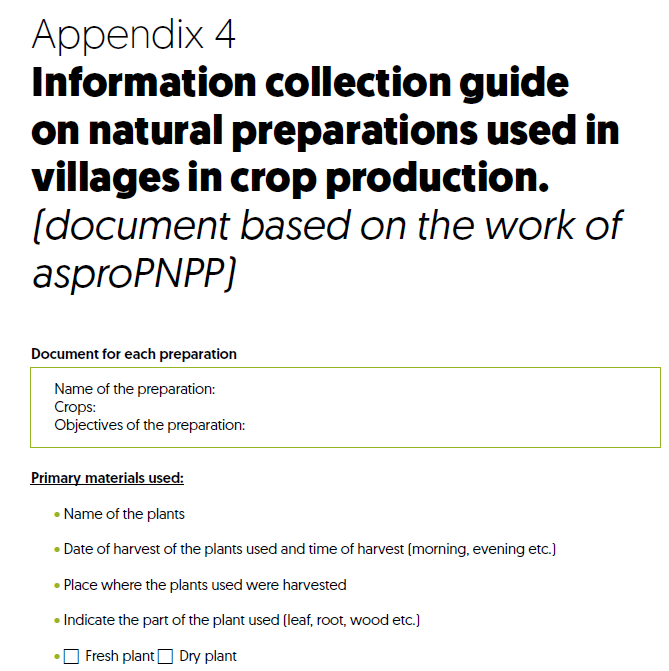 Appendix 4
Information collection guide
on natural preparations used in
villages in crop production.
(document based on the work of
asproPNPP)
Document for each preparation
Name of the preparation:
Crops:
Objectives of the preparation:
Primary materials used:
• Name of the plants
• Date of harvest of the plants used and time of harvest (morning, evening etc.)
• Place where the plants used were harvested
• Indicate the part of the plant used (leaf, root, wood etc.)
• ☐ Fresh plant ☐ Dry plant